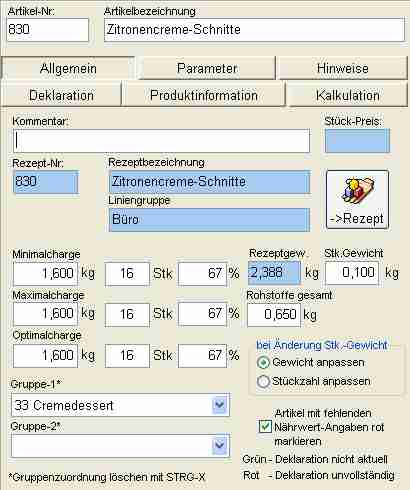 Artikel-Nr: Artikelbezeichnung
830 Zitronencreme-Schnitte
Allgemein Parameter Hinweise
Deklaration Produktinformation Kalkulation
Kommentar: Stück-Preis:
Rezept-Nr: Rezeptbezeichnung
830 Zitronencreme-Schnitte
Liniengruppe
Büro
->Rezept
Minimalcharge Rezeptgew. Stk.Gewicht
1,600 kg 16 Stk 67 % 2,388 kg 0,100 kg
Maximalcharge Rohstoffe gesamt
1,600 kg 16 Stk 67 % 0,650 kg
Optimalcharge
1,600 kg 16 Stk 67 %
bei Änderung Stk.-Gewicht
Gewicht anpassen
Stückzahl anpassen
Gruppe-1*
33 Cremedessert
Gruppe-2*
Artikel mit fehlenden
Nährwert-Angaben rot
markieren
Grün - Deklaration nicht aktuell
Rot - Deklaration unvollständig
*Gruppenzuordnung löschen mit STRG-X